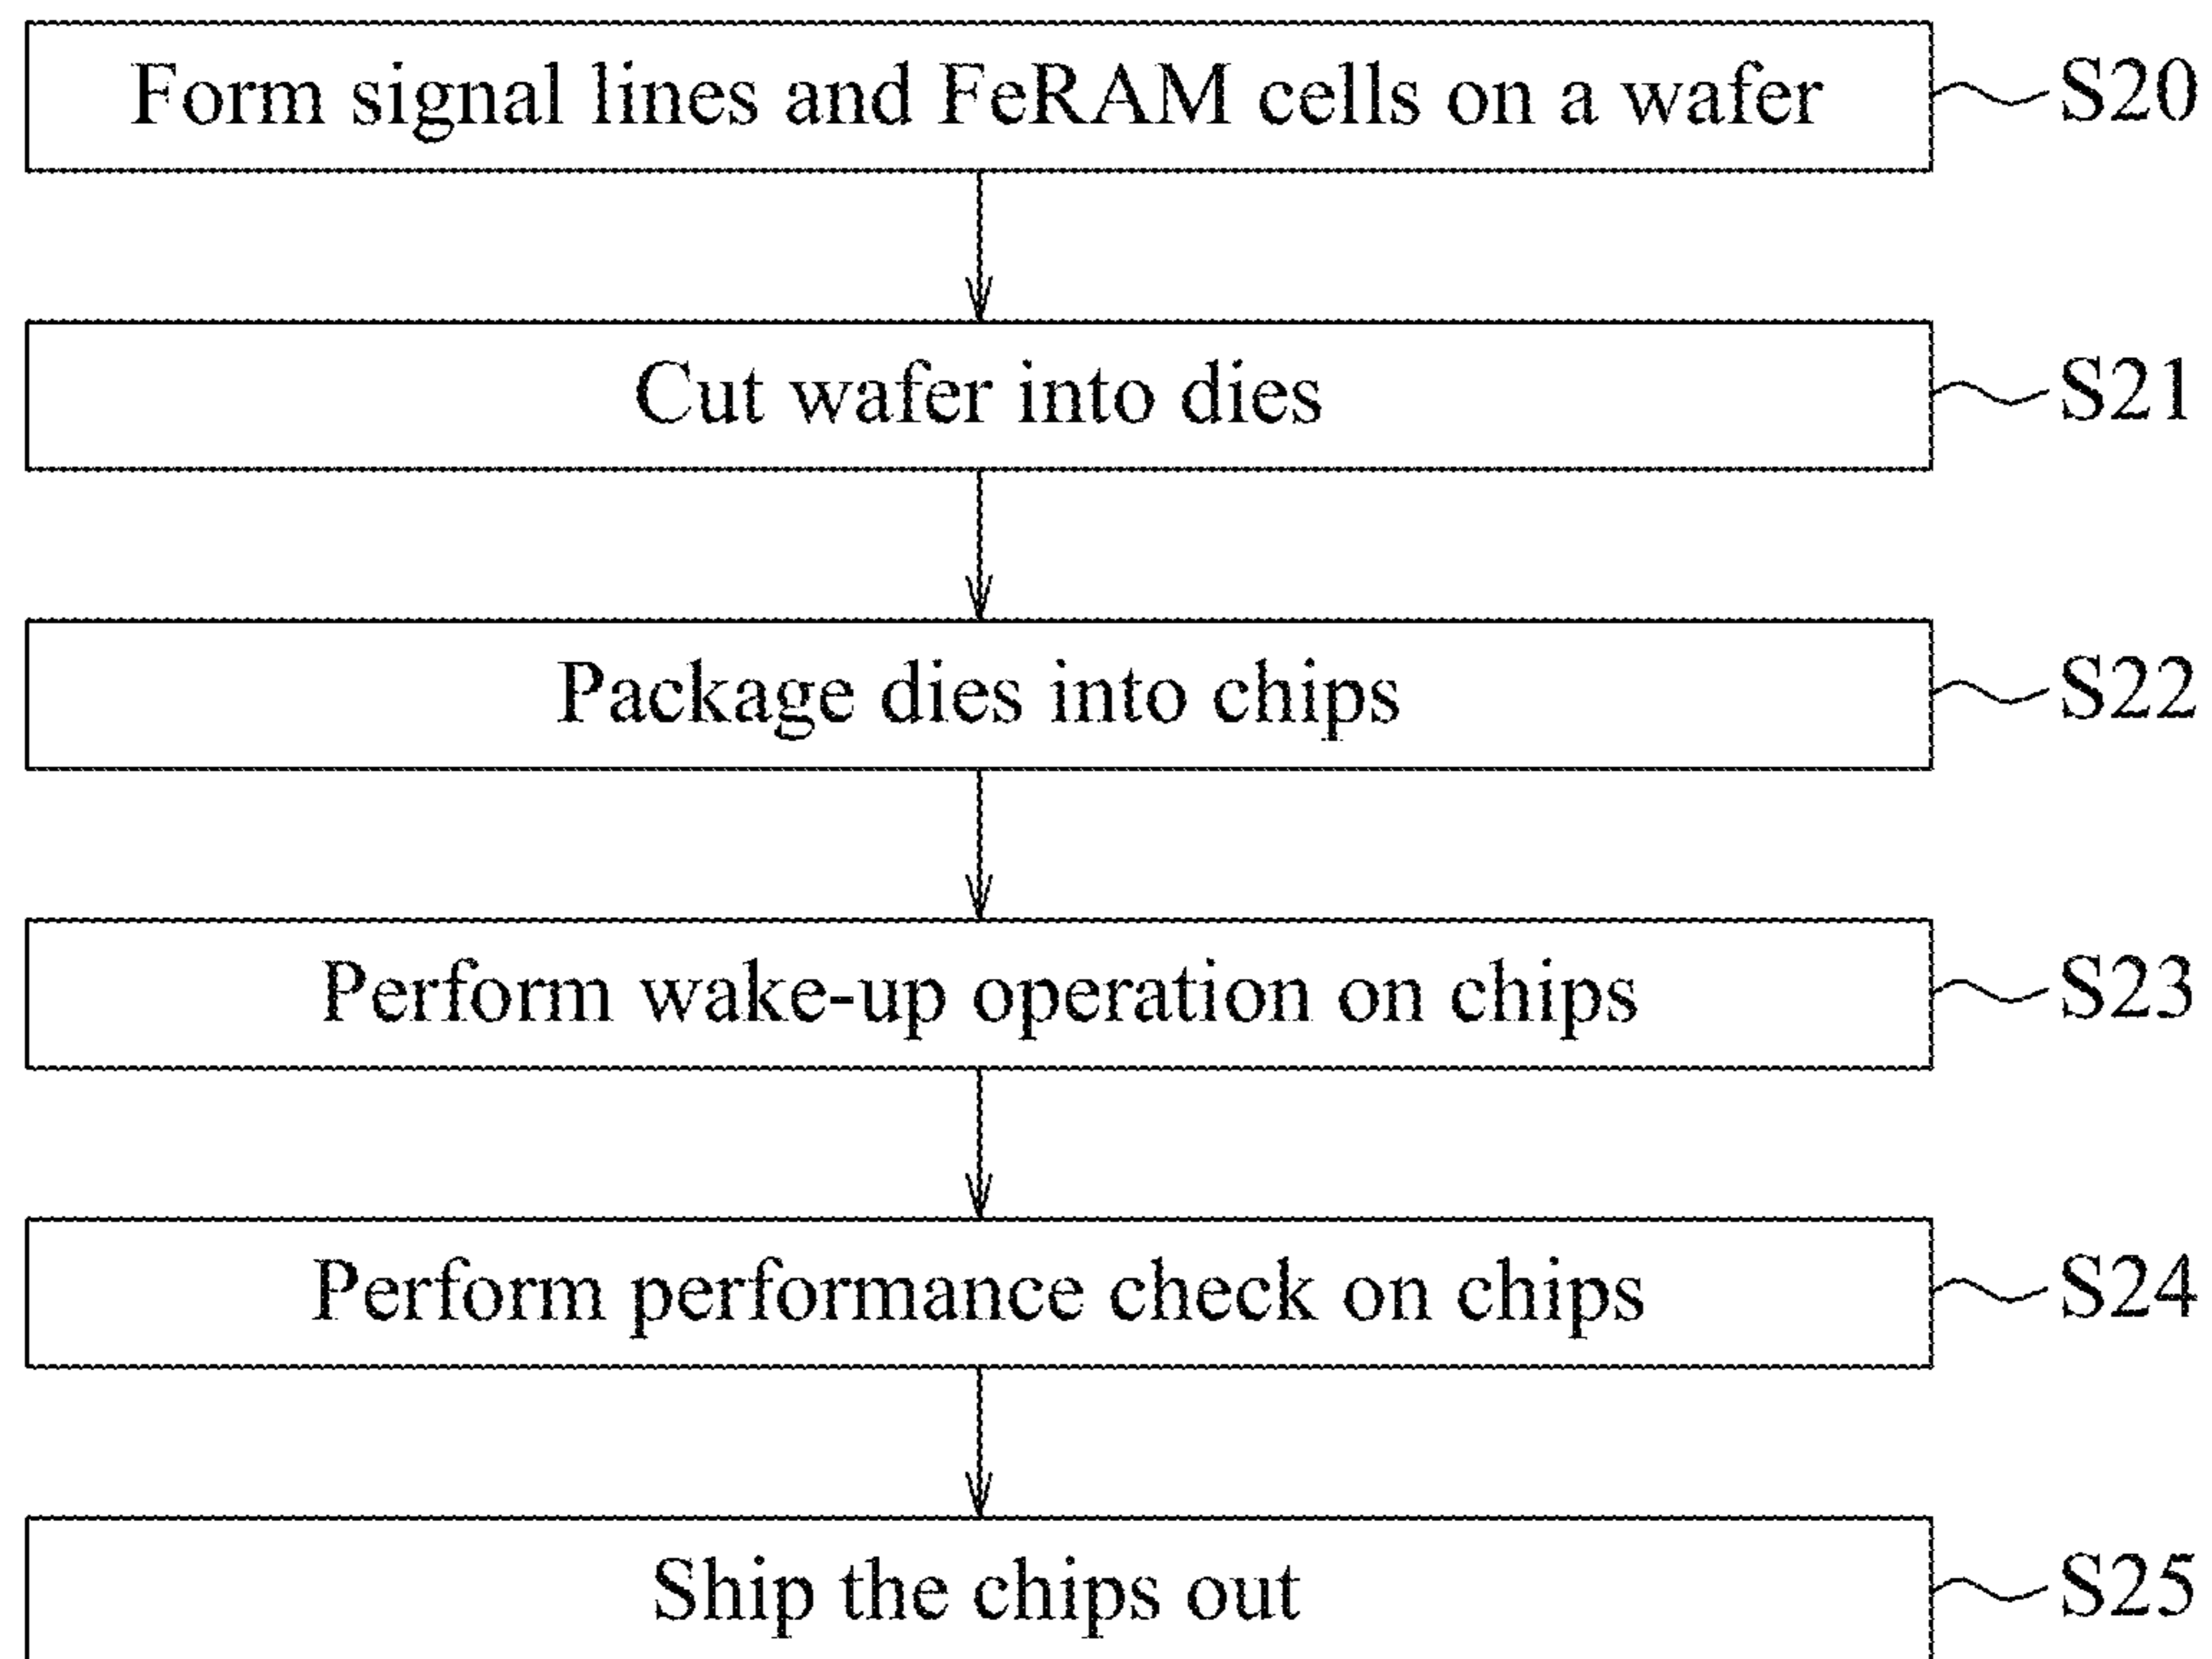 Form signal lines and FeRAM cells on a wafer S20
Cut wafer into dies S21
Package dies into chips S22
Perform wake-up operation on chips S23
Perform performance check on chips S24
Ship the chips out S25